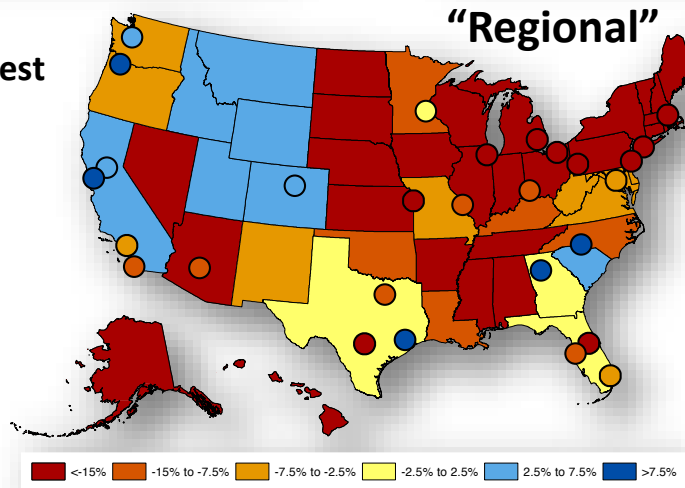 “Regional”
est
<-15%
-15% to -7.5%
-7.5% to -2.5%
-2.5% to 2.5%
2.5% to 7.5%
>7.5%